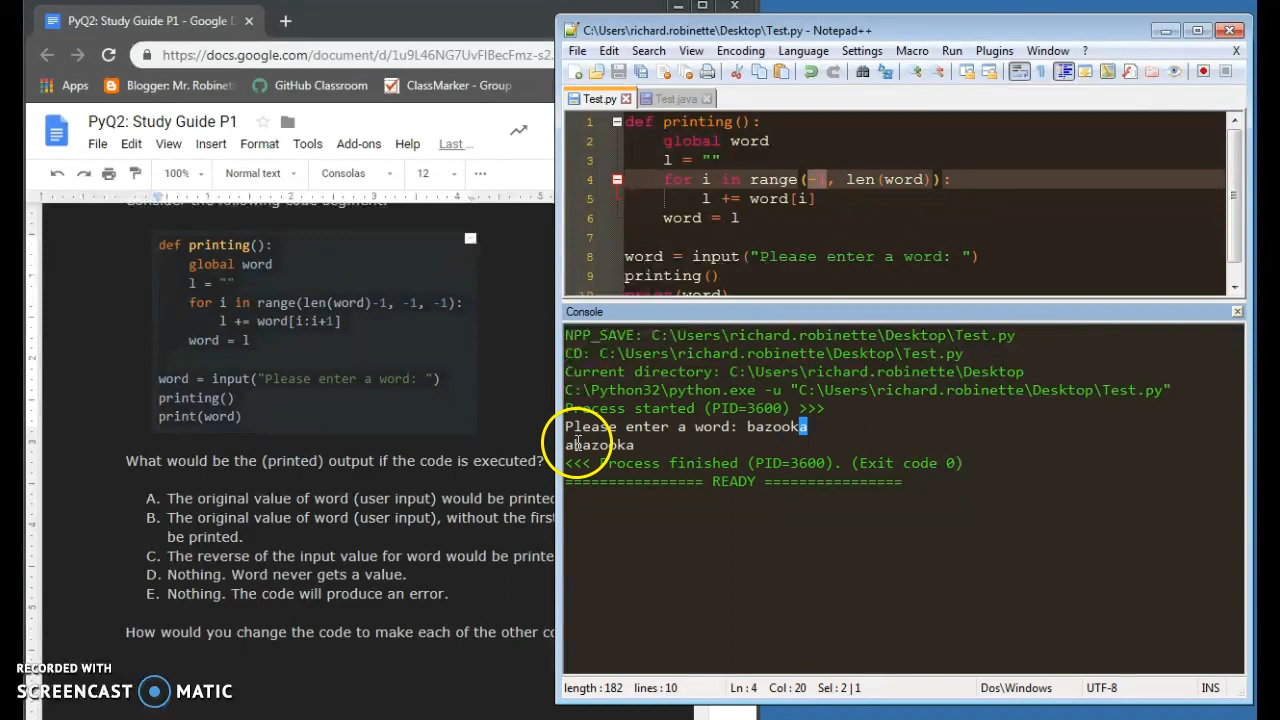 PyQ2: Study Guide P1 - Google D
https://docs.google.com/document/d/1u9L46NG7UvFIBecFmz-s2
Apps Blogger: Mr. Robinet GitHub Classroom ClassMarker - Group
PyQ2: Study Guide P1
File Edit View Insert Format Tools Add-ons Help Last ...
100% Normal text Consolas 12
Consider the following code segment:
def printing():
global word
l = ""
for i in range(len(word)-1, -1, -1):
l += word[i:i+1]
word = l
word = input("Please enter a word: ")
printing()
print(word)
What would be the (printed) output if the code is executed?
A. The original value of word (user input) would be printed
B. The original value of word (user input), without the first
be printed.
C. The reverse of the input value for word would be printe
D. Nothing. Word never gets a value.
E. Nothing. The code will produce an error.
How would you change the code to make each of the other co
RECORDED WITH
SCREENCAST MATIC
C:\Users\richard.robinette\Desktop\Test.py - Notepad++
File Edit Search View Encoding Language Settings Macro Run Plugins Window ? X
Test.py Test.java
1 def printing():
2 global word
3 l = ""
4 for i in range(-1, len(word)):
5 l += word[i]
6 word = l
7
8 word = input("Please enter a word: ")
9 printing()
10 print(word)
Console
NPP_SAVE: C:\Users\richard.robinette\Desktop\Test.py
CD: C:\Users\richard.robinette\Desktop
Current directory: C:\Users\richard.robinette\Desktop
C:\Python32\python.exe -u "C:\Users\richard.robinette\Desktop\Test.py"
Process started (PID=3600) >>>
Please enter a word: bazooka
abazooka
<<< Process finished (PID=3600). (Exit code 0)
================ READY ================
length : 182 lines : 10 Ln : 4 Col : 20 Sel : 2 | 1 Dos\Windows UTF-8 INS